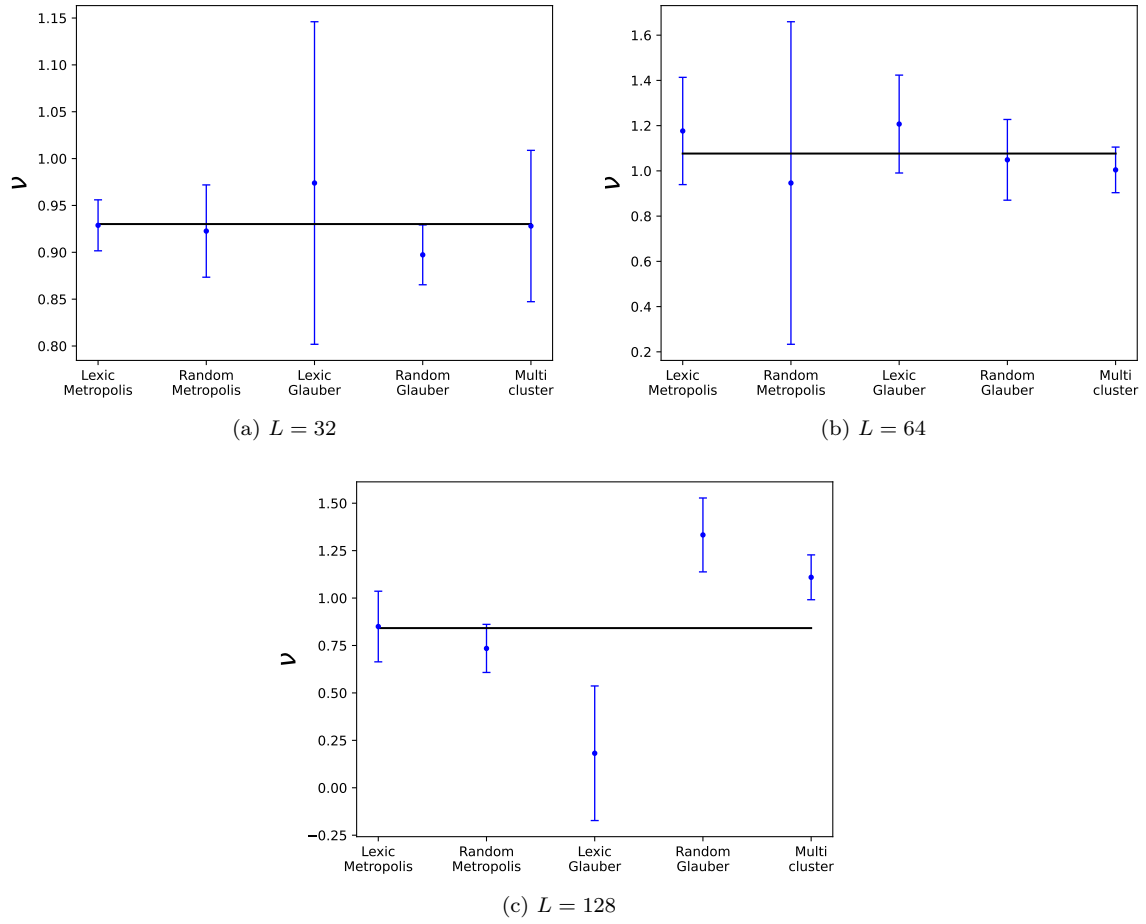 1.15
1.10
1.05
1.00
0.95
0.90
0.85
0.80
ν
Lexic Metropolis
Random Metropolis
Lexic Glauber
Random Glauber
Multi cluster
(a) L = 32
1.6
1.4
1.2
1.0
0.8
0.6
0.4
0.2
ν
Lexic Metropolis
Random Metropolis
Lexic Glauber
Random Glauber
Multi cluster
(b) L = 64
1.50
1.25
1.00
0.75
0.50
0.25
0.00
−0.25
ν
Lexic Metropolis
Random Metropolis
Lexic Glauber
Random Glauber
Multi cluster
(c) L = 128